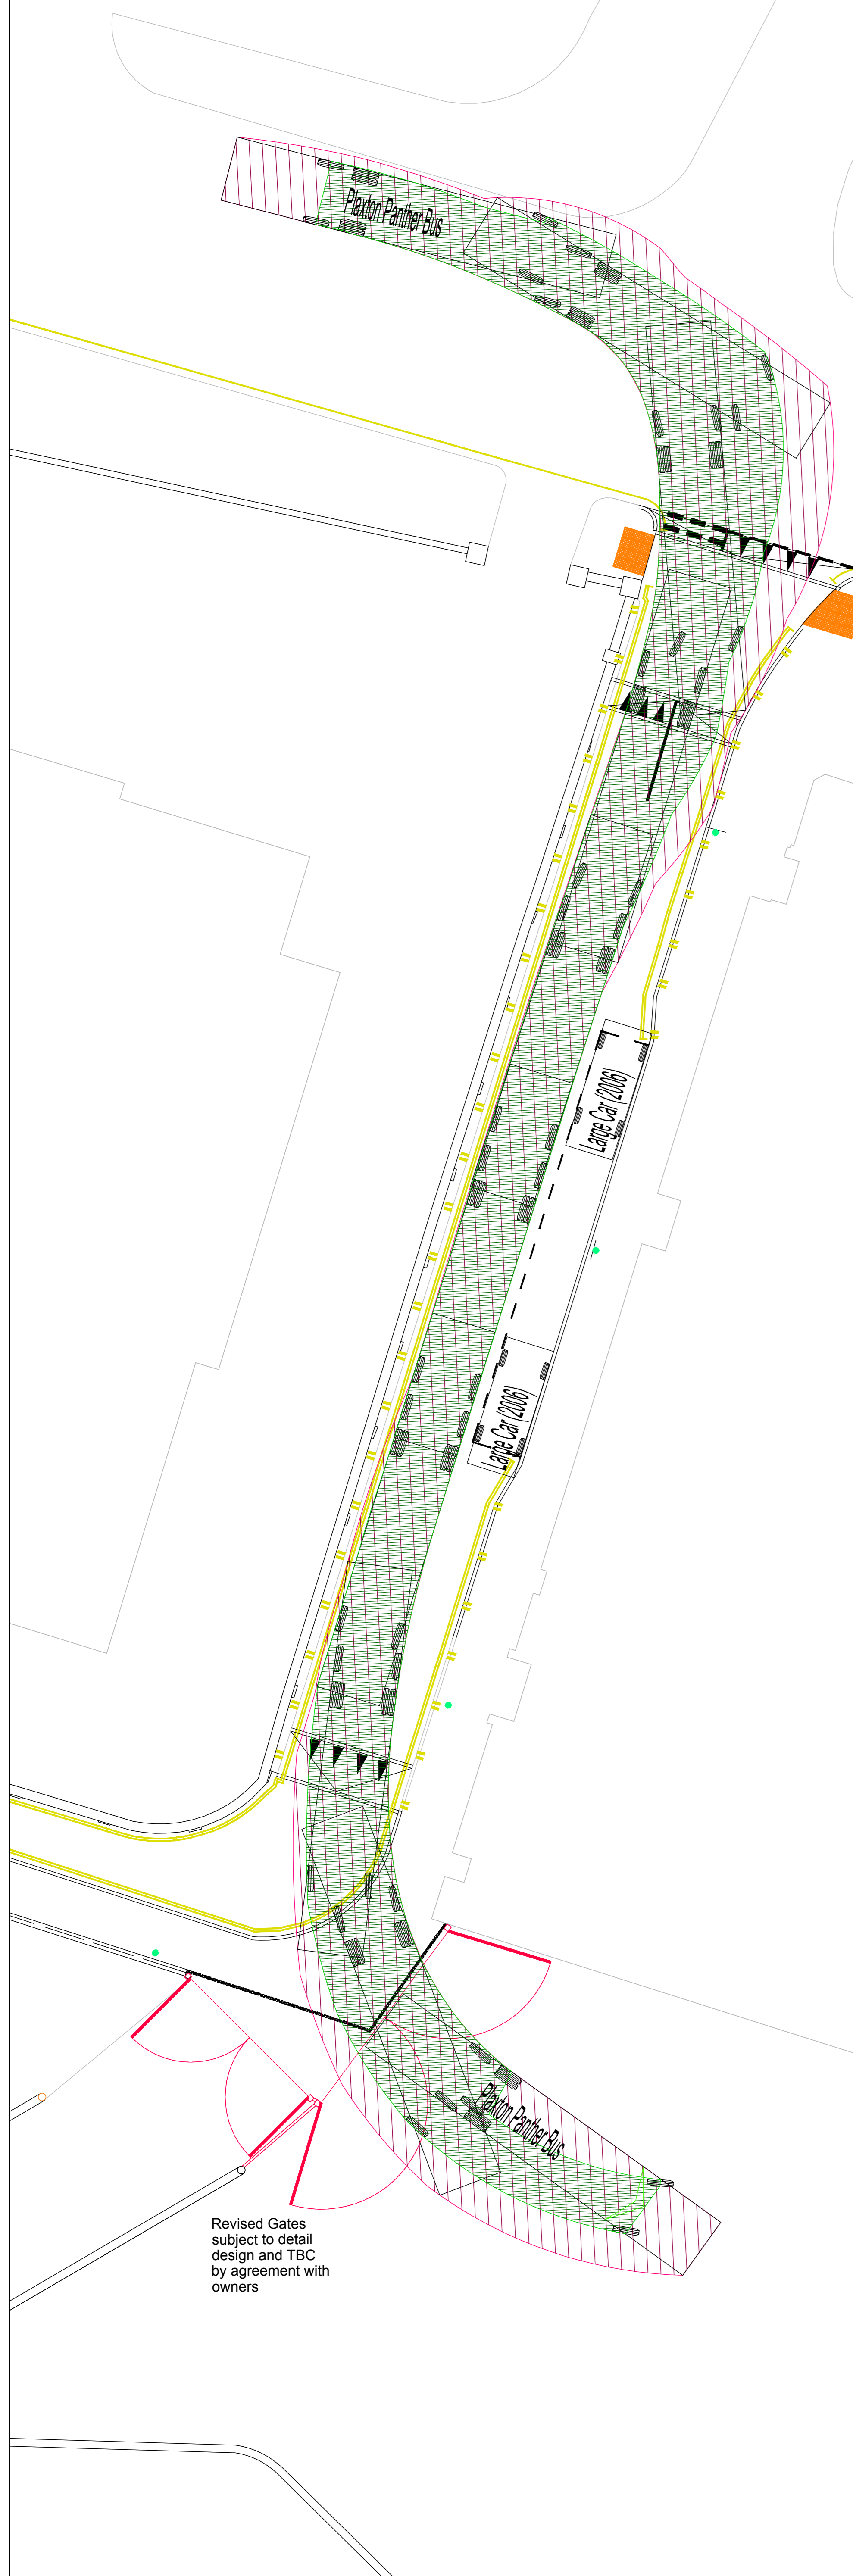 Plaxton Panther Bus
Large Car (2006)
Large Car (2006)
Plaxton Panther Bus
Revised Gates
subject to detail
design and TBC
by agreement with
owners